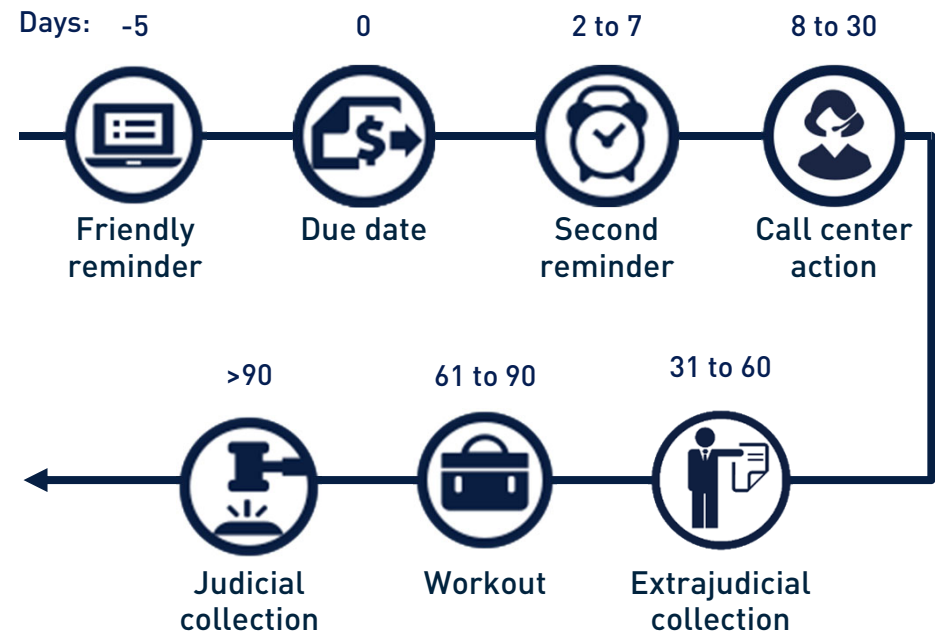 Days: -5 0 2 to 7 8 to 30
Friendly reminder
Due date
Second reminder
Call center action
31 to 60
61 to 90
>90
Extrajudicial collection
Workout
Judicial collection